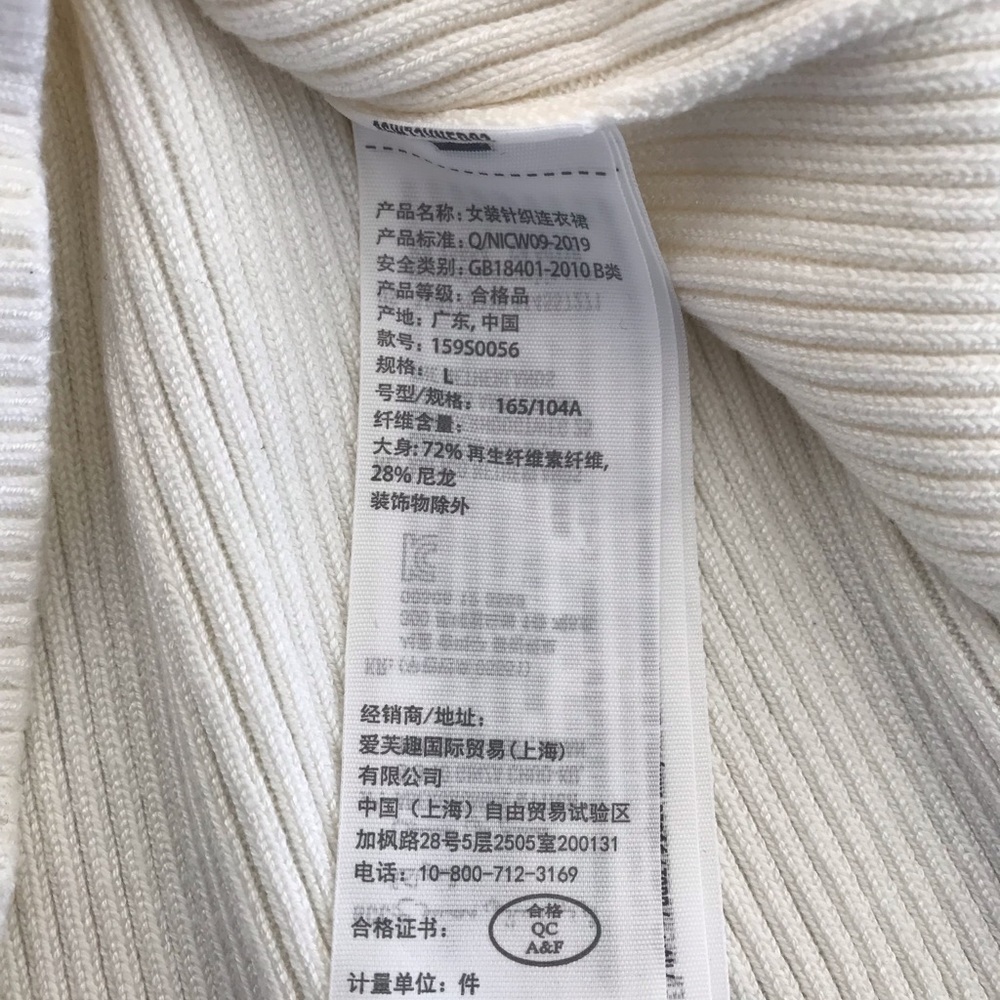 产品名称：女装针织连衣裙
产品标准：Q/NICW09-2019
安全类别：GB18401-2010 B类
产品等级：合格品
产地：广东, 中国
款号：159S0056
规格： L
号型/规格： 165/104A
纤维含量：
大身：72% 再生纤维素纤维,
28% 尼龙
装饰物除外
经销商/地址：
爱芙趣国际贸易(上海)
有限公司
中国（上海）自由贸易试验区
加枫路28号5层2505室200131
电话：10-800-712-3169
合格证书：
合格
QC
A&F
计量单位：件